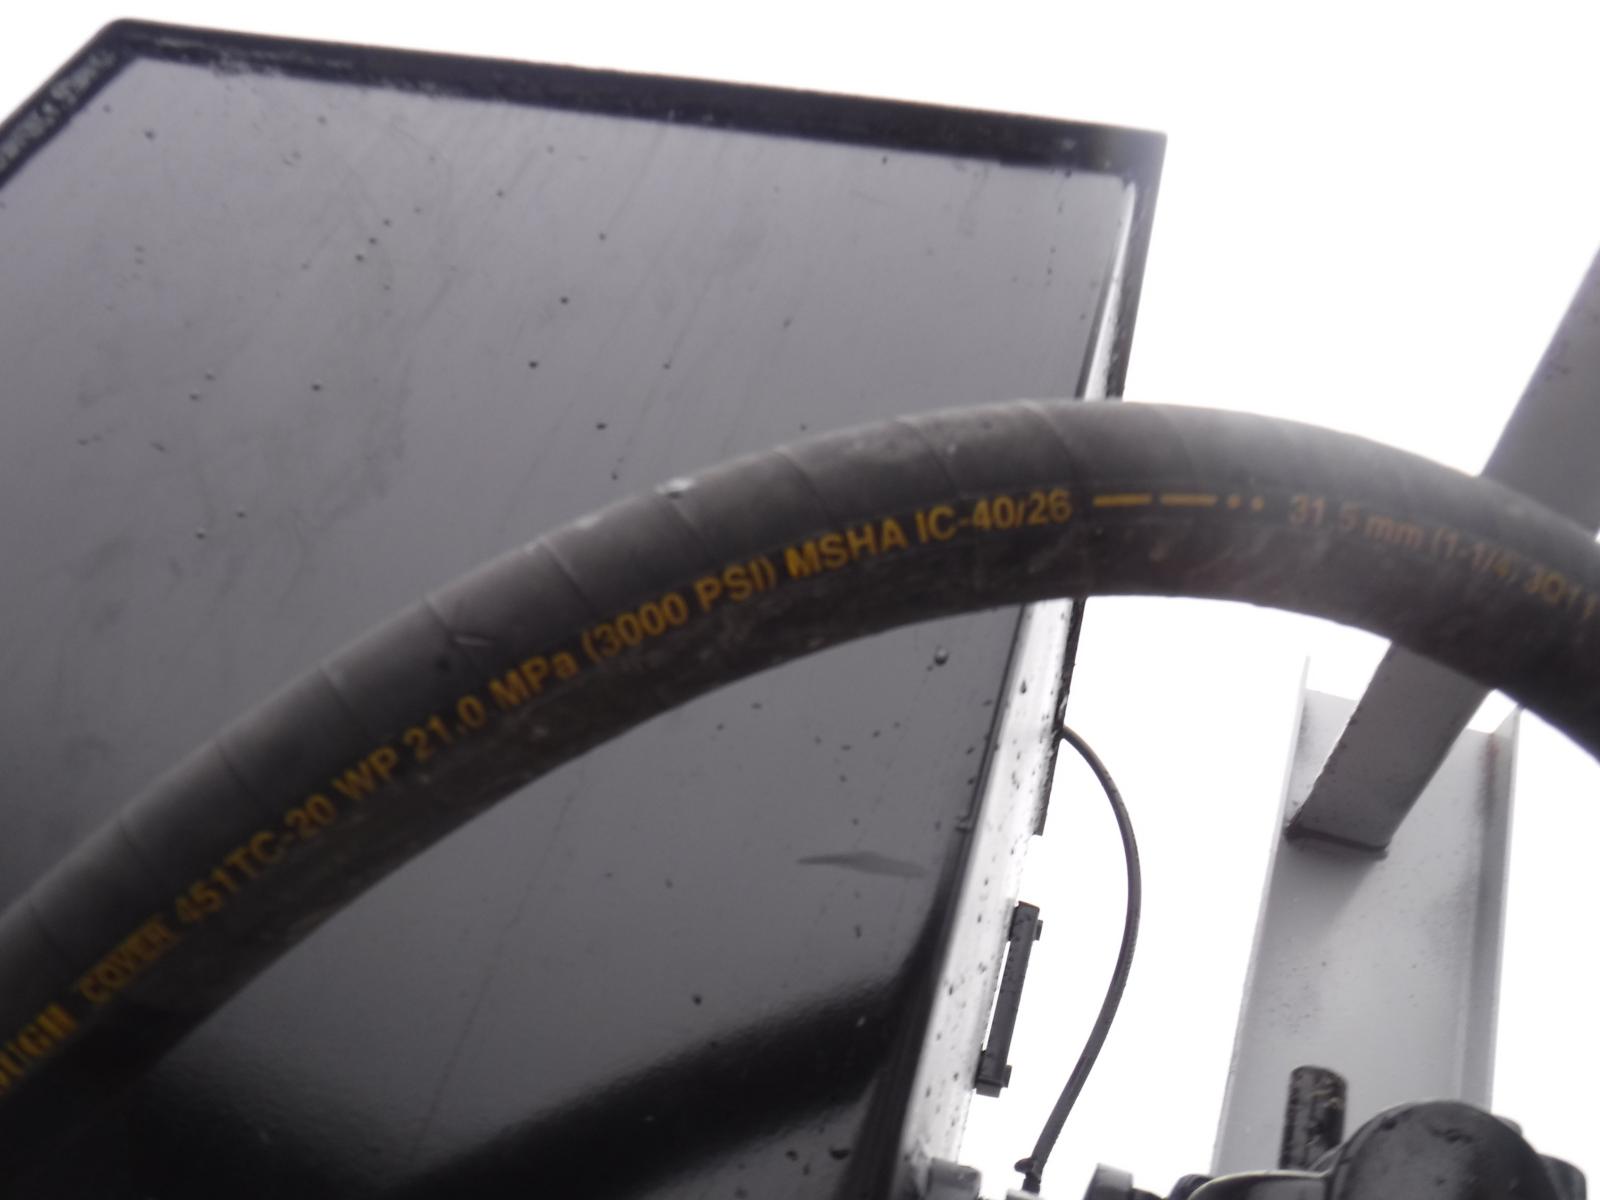 COVER 451TC-20 WP 21.0 MPa (3000 PSI) MSHA IC-40/26 — — •• 31.5 mm (1-1/4) 3Q11